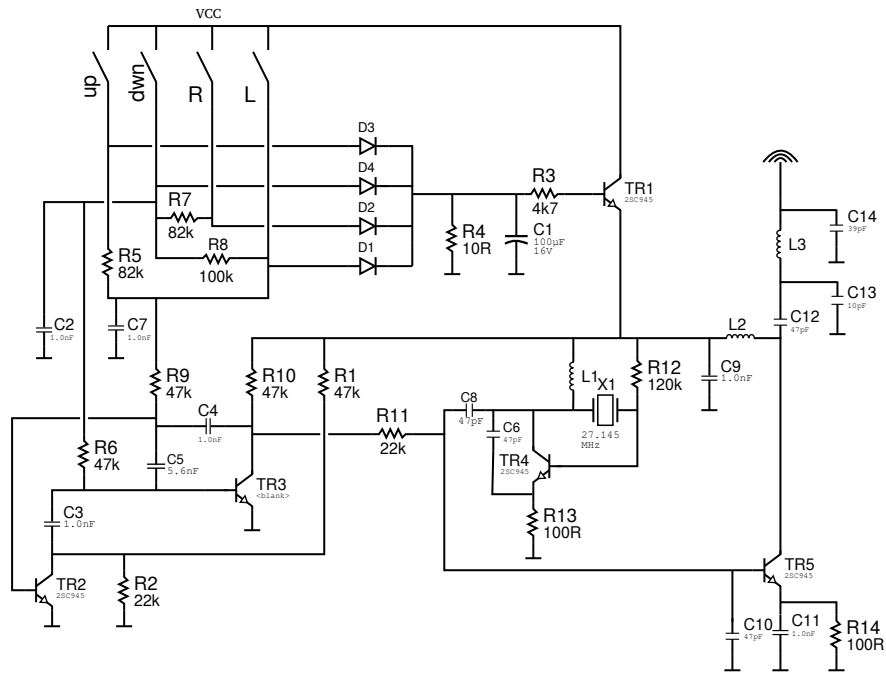 VCC
up
dwn
R
L
D3
D4
D2
D1
R7
82k
R8
100k
R5
82k
R4
10R
C1
100µF
16V
R3
4k7
TR1
2SC945
C14
39pF
L3
C13
10pF
C12
47pF
L2
C2
1.0nF
C7
1.0nF
R9
47k
R10
47k
R1
47k
C4
1.0nF
R11
22k
C8
47pF
C6
47pF
L1
X1
27.145
MHz
R12
120k
C9
1.0nF
R6
47k
C5
5.6nF
TR3
<blank>
TR4
2SC945
R13
100R
C3
1.0nF
TR2
2SC945
R2
22k
TR5
2SC945
C10
47pF
C11
1.0nF
R14
100R